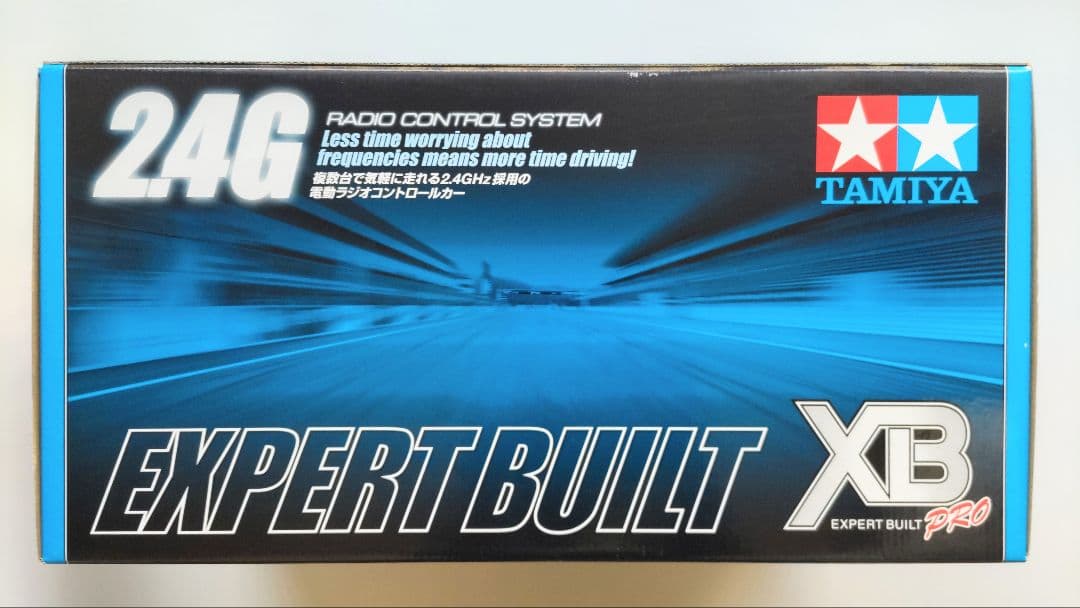 2.4G
RADIO CONTROL SYSTEM
Less time worrying about
frequencies means more time driving!
複数台で気軽に走れる2.4GHz採用の
電動ラジオコントロールカー
TAMIYA
EXPERT BUILT
XB
EXPERT BUILT PRO